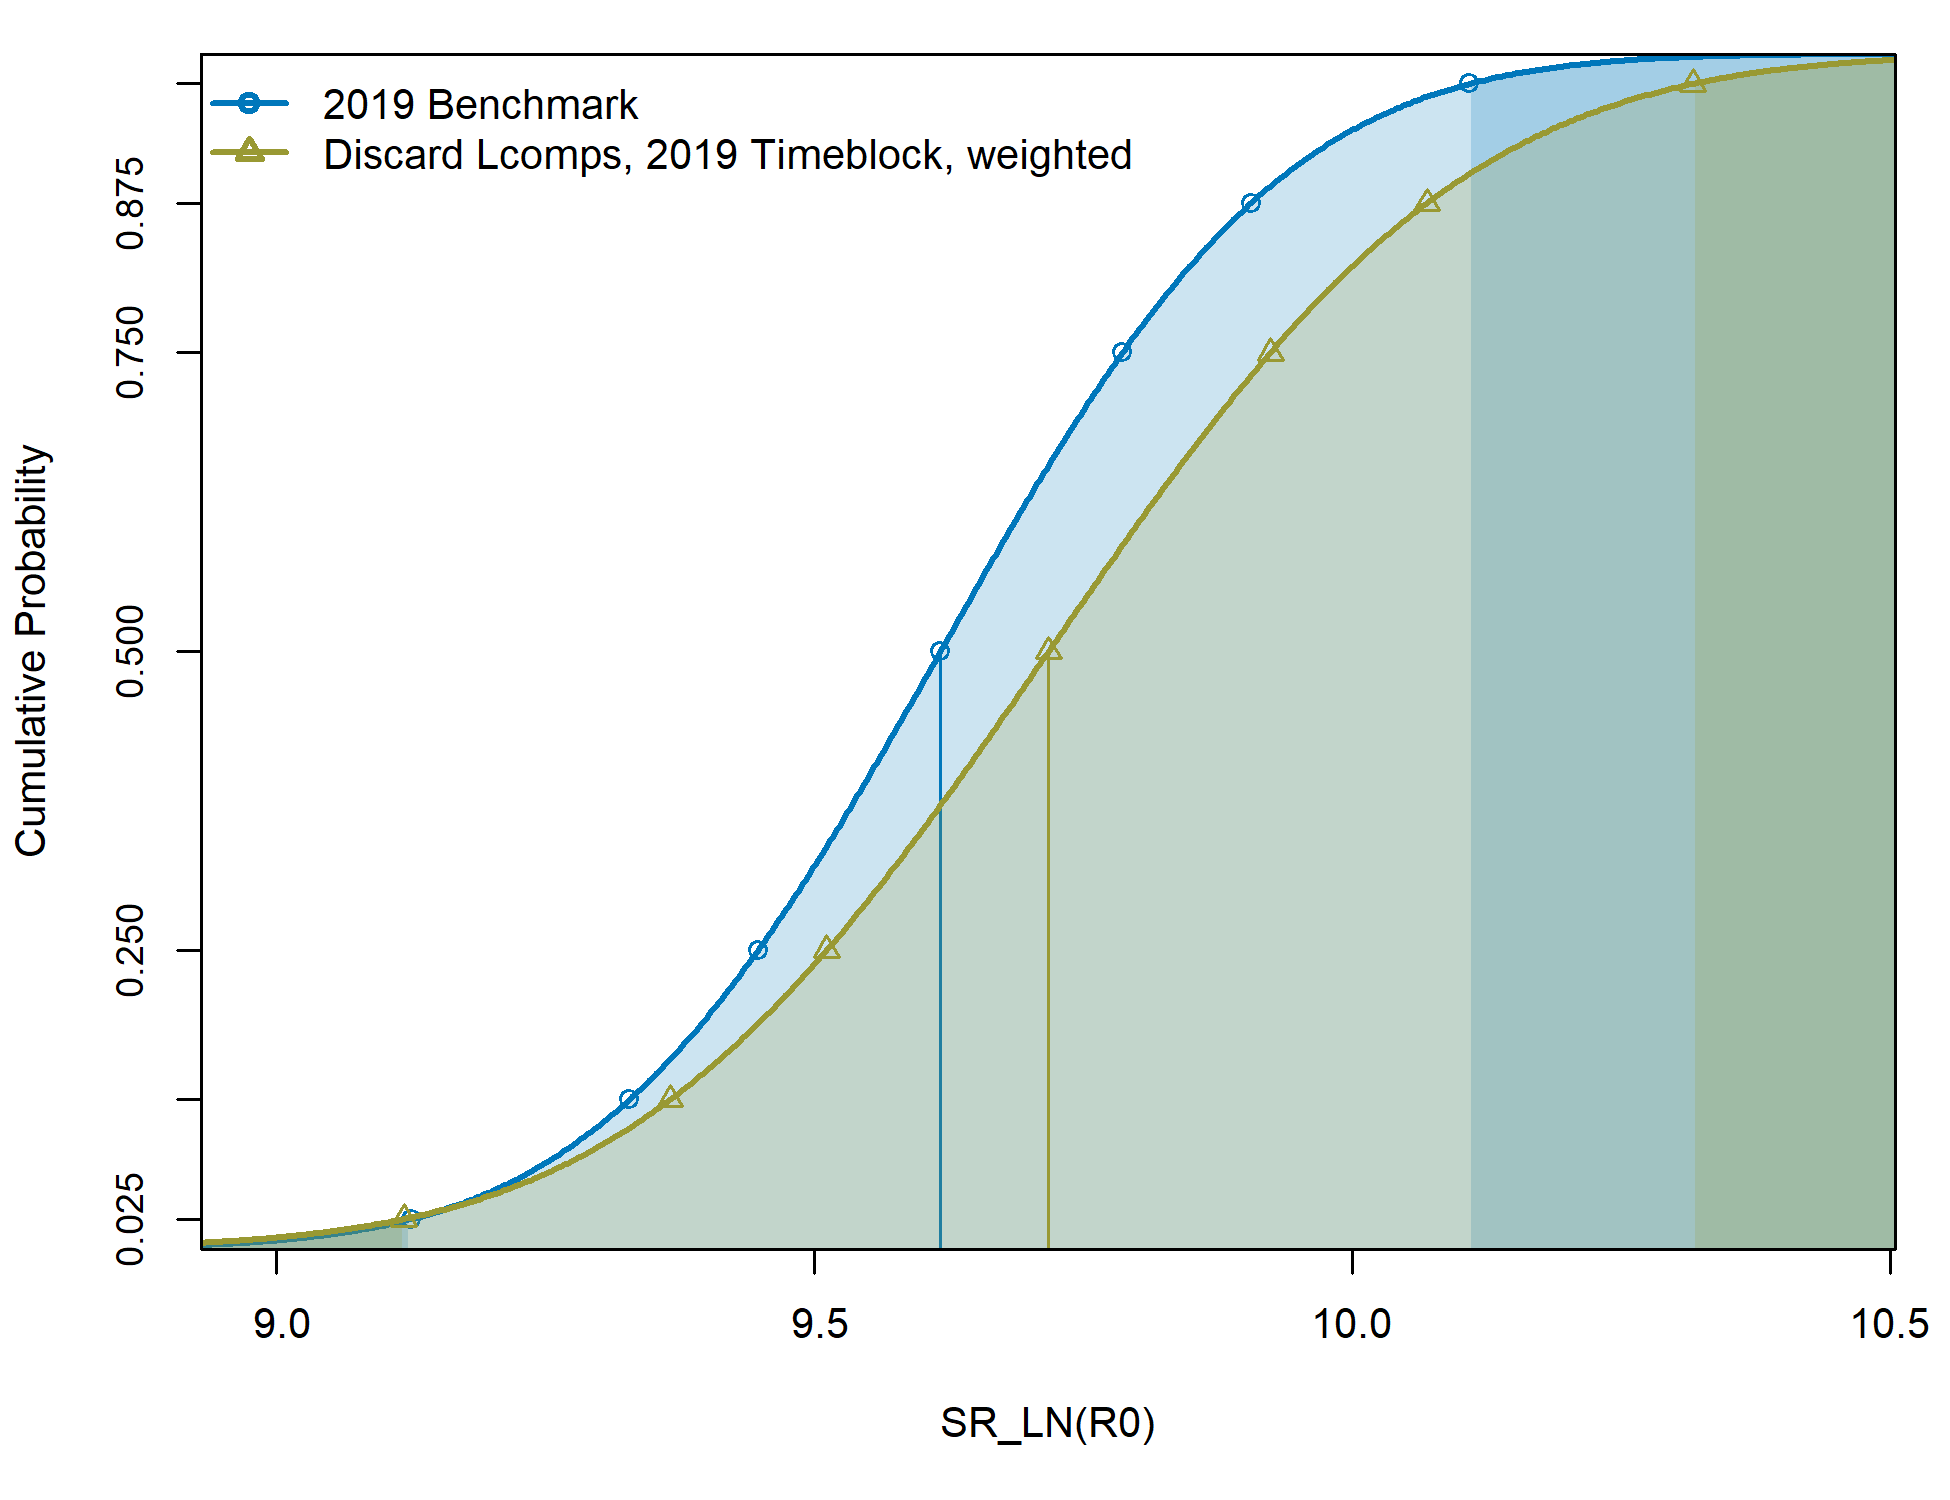 2019 Benchmark
Discard Lcomps, 2019 Timeblock, weighted
Cumulative Probability
0.875
0.750
0.500
0.250
0.025
9.0 9.5 10.0 10.5
SR_LN(R0)